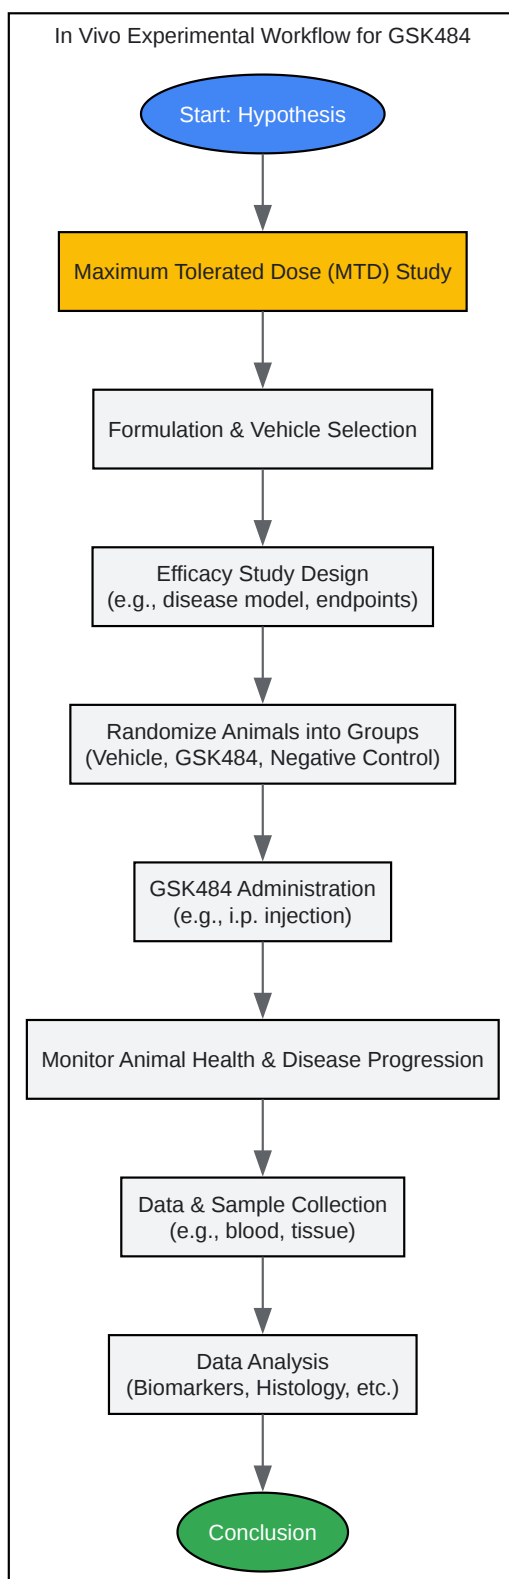 In Vivo Experimental Workflow for GSK484
Start: Hypothesis
Maximum Tolerated Dose (MTD) Study
Formulation & Vehicle Selection
Efficacy Study Design
(e.g., disease model, endpoints)
Randomize Animals into Groups
(Vehicle, GSK484, Negative Control)
GSK484 Administration
(e.g., i.p. injection)
Monitor Animal Health & Disease Progression
Data & Sample Collection
(e.g., blood, tissue)
Data Analysis
(Biomarkers, Histology, etc.)
Conclusion